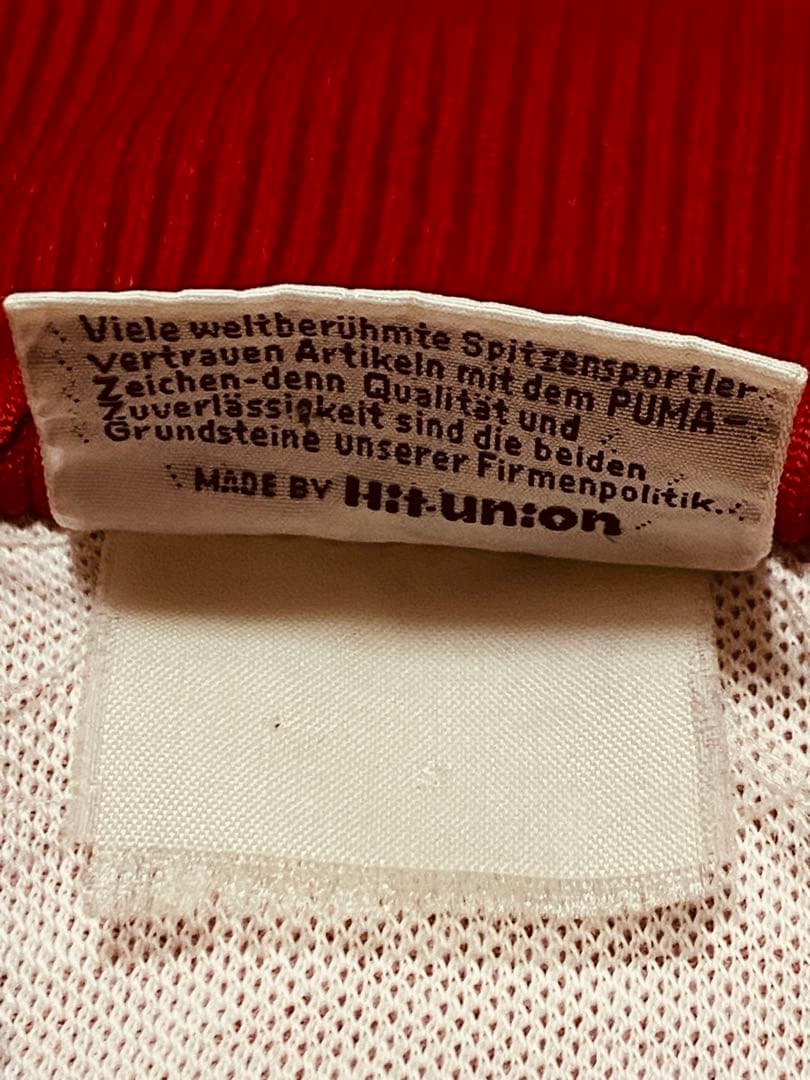 Viele weltberühmte Spitzensportler
vertrauen Artikeln mit dem PUMA-
Zeichen-denn Qualität und
Zuverlässigkeit sind die beiden
Grundsteine unserer Firmenpolitik.
MADE BY Hit-union